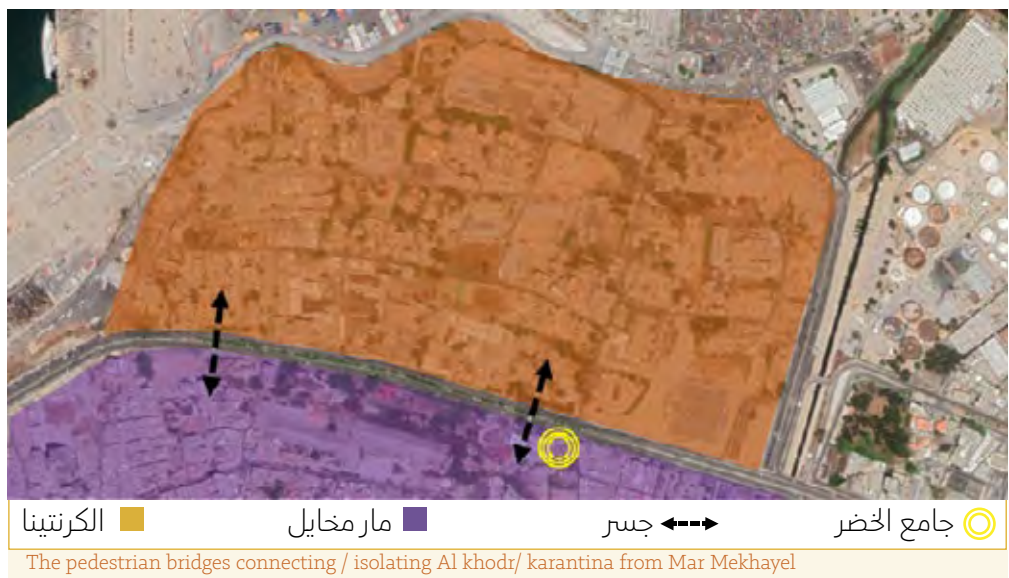 جامع الخضر جسر مار مخايل الكرنتينا
The pedestrian bridges connecting / isolating Al khodr/ karantina from Mar Mekhayel